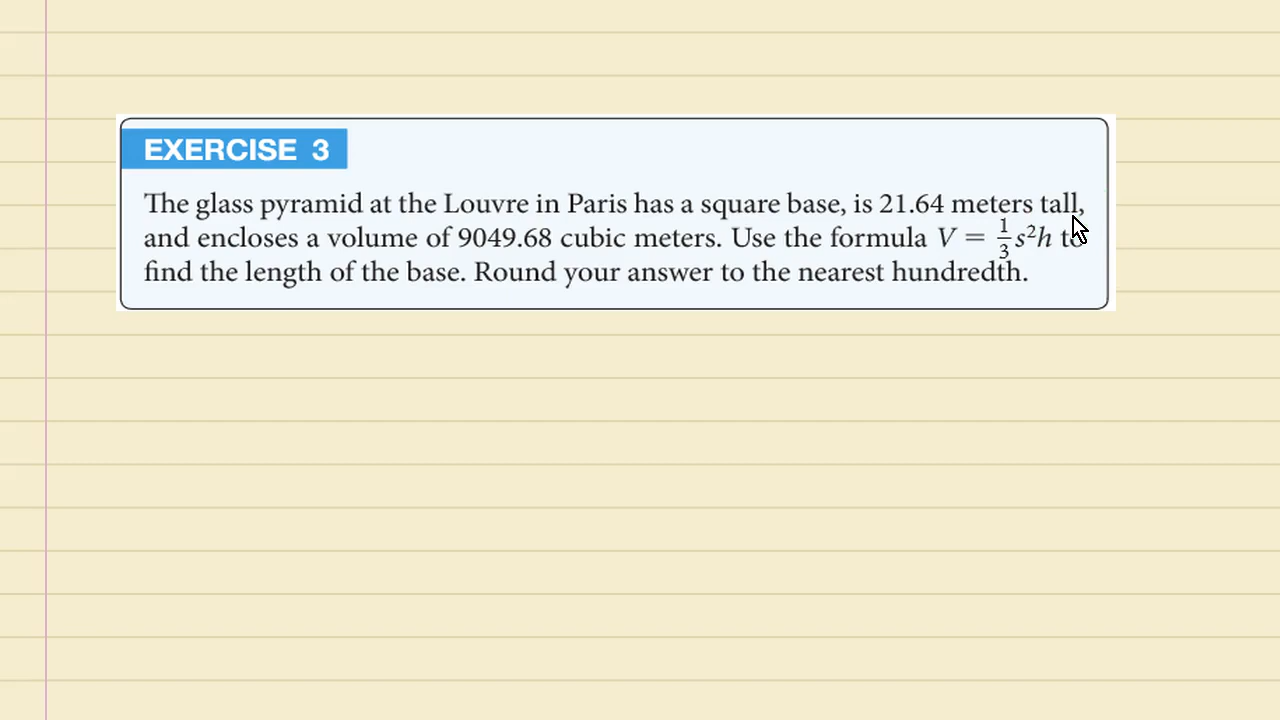 EXERCISE 3
The glass pyramid at the Louvre in Paris has a square base, is 21.64 meters tall,
and encloses a volume of 9049.68 cubic meters. Use the formula V = 1/3 s²h to
find the length of the base. Round your answer to the nearest hundredth.